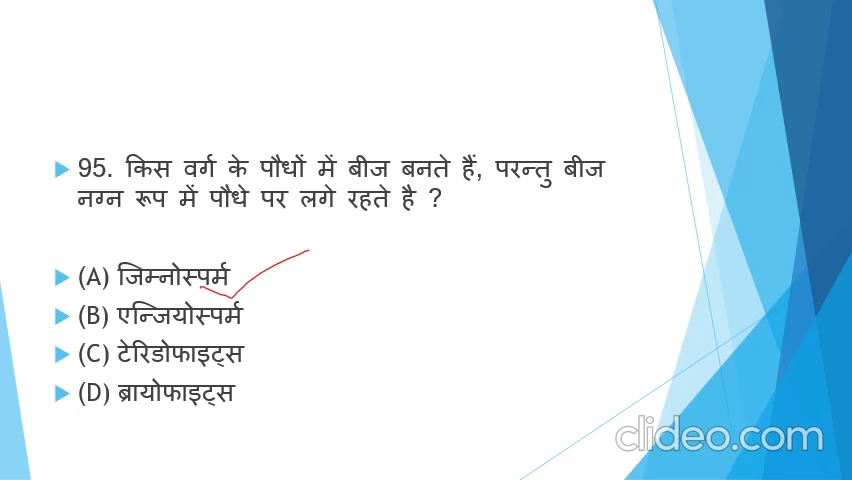 95. किस वर्ग के पौधों में बीज बनते हैं, परन्तु बीज
नग्न रूप में पौधे पर लगे रहते है ?
(A) जिम्नोस्पर्म
(B) एन्जियोस्पर्म
(C) टेरिडोफाइट्स
(D) ब्रायोफाइट्स
clideo.com